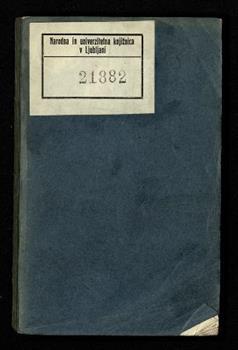 Narodna in univerzitetna knjižnica
v Ljubljani
21382